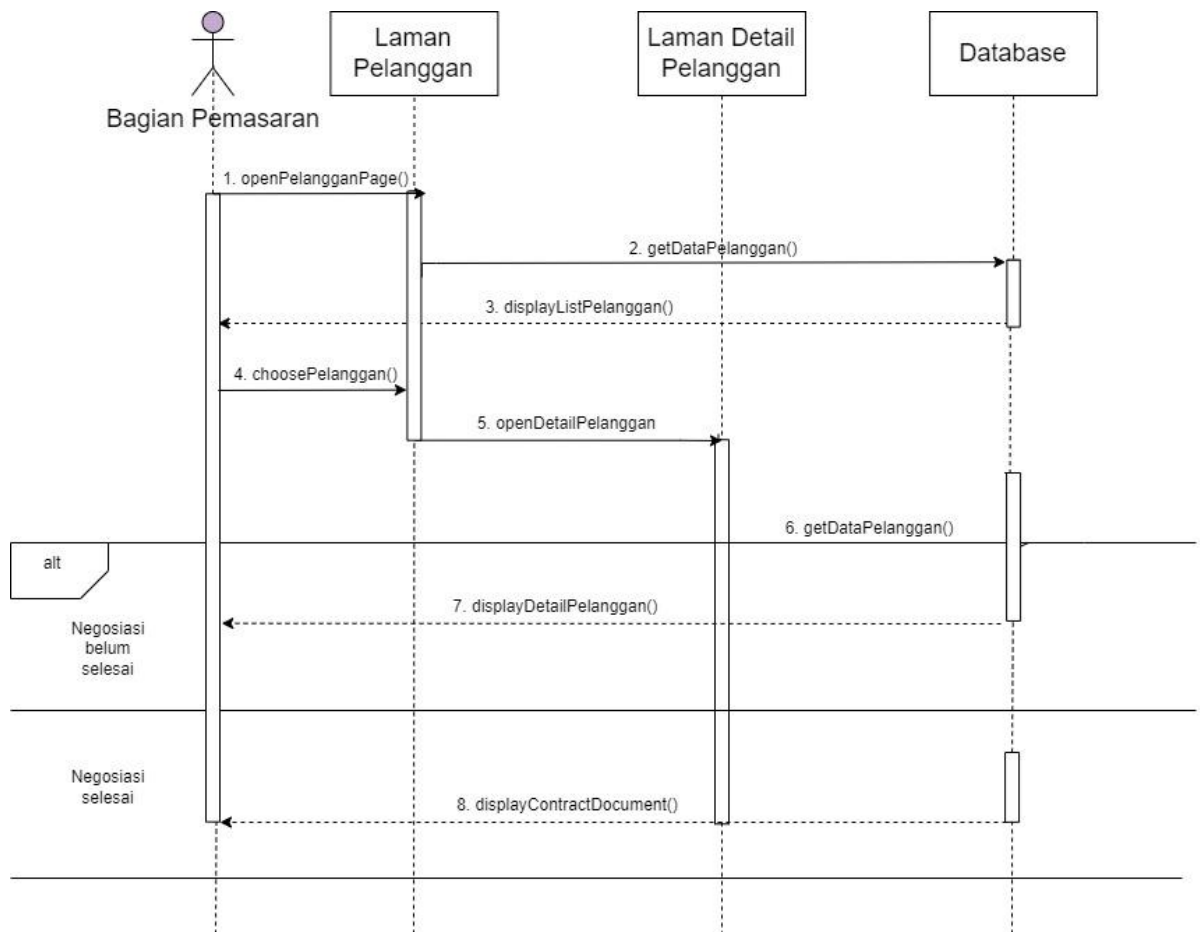 Laman
Pelanggan
Laman Detail
Pelanggan
Database
Bagian Pemasaran
1. openPelangganPage()
2. getDataPelanggan()
3. displayListPelanggan()
4. choosePelanggan()
5. openDetailPelanggan
6. getDataPelanggan()
alt
7. displayDetailPelanggan()
Negosiasi
belum
selesai
Negosiasi
selesai
8. displayContractDocument()